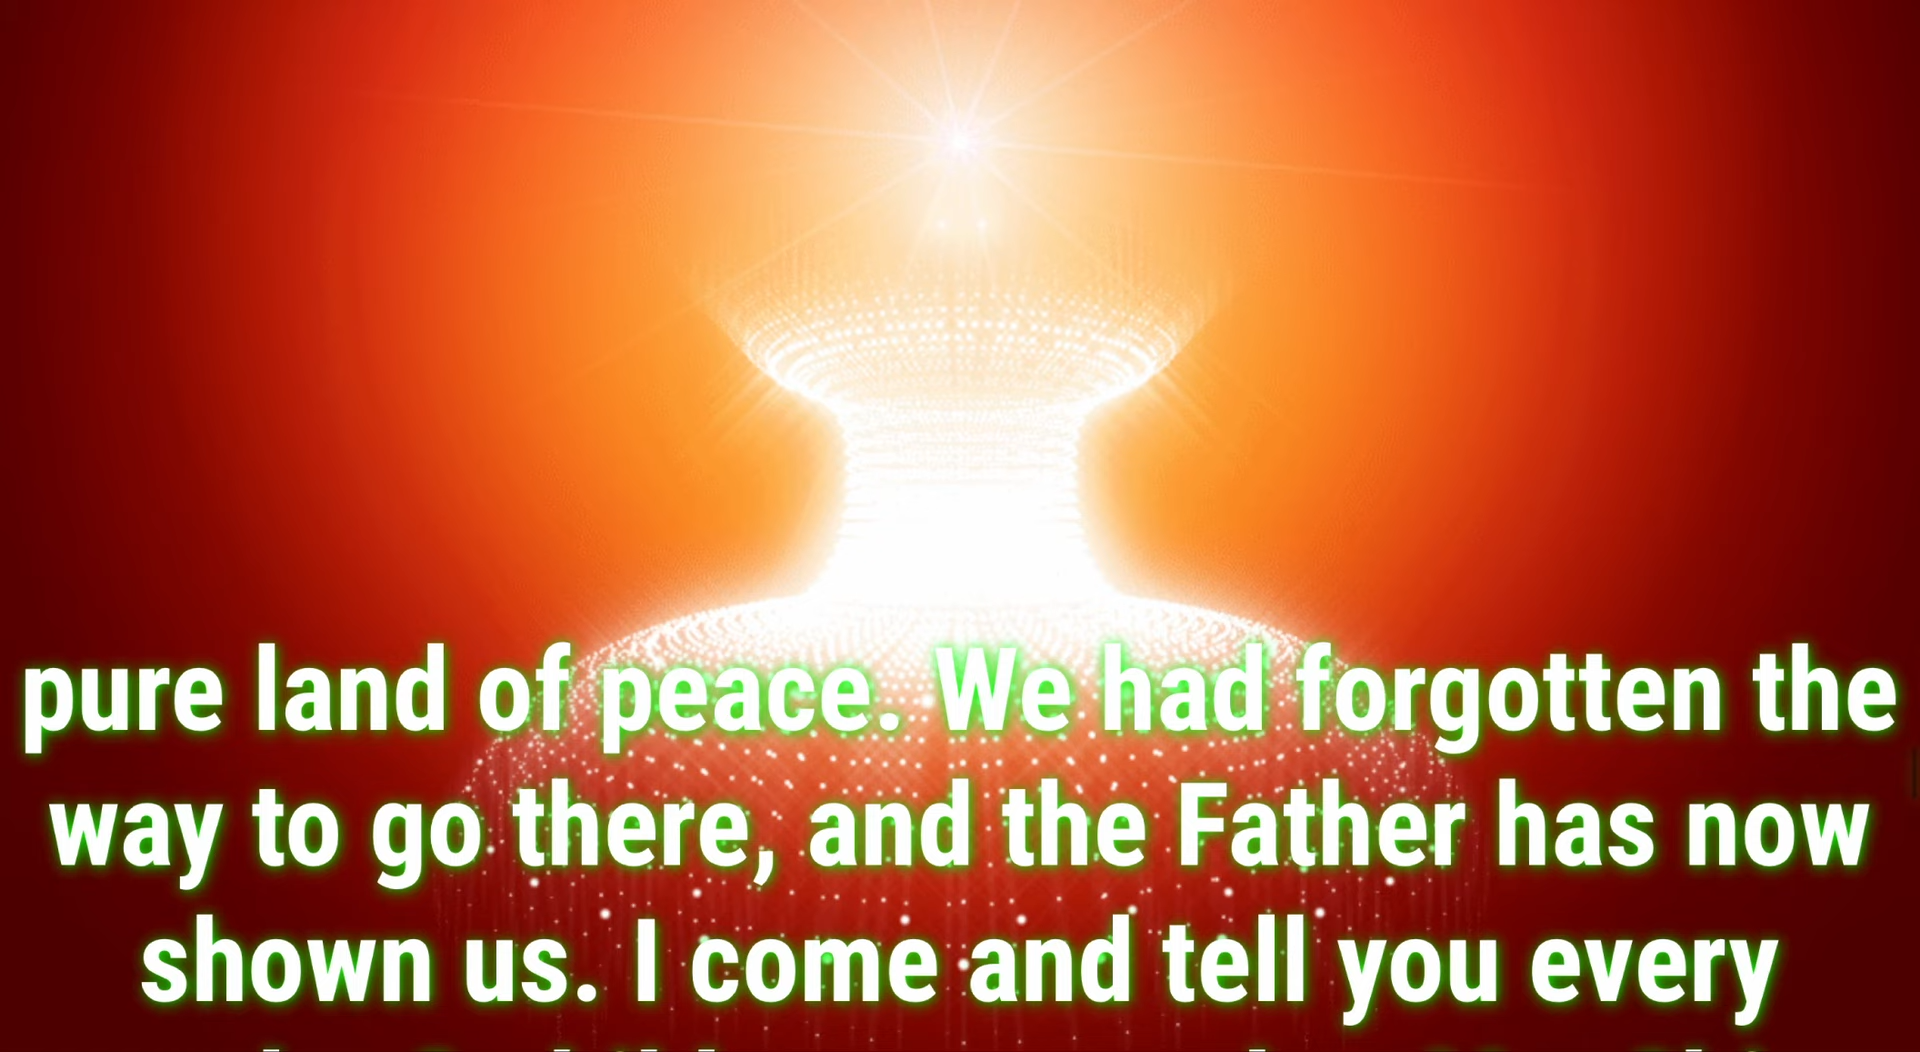 pure land of peace. We had forgotten the
way to go there, and the Father has now
shown us. I come and tell you every